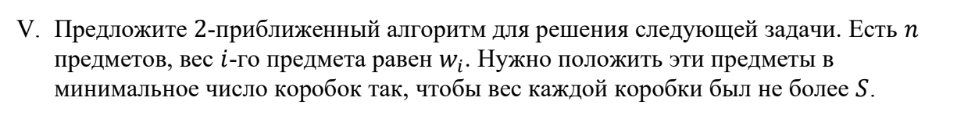 V. Предложите 2-приближенный алгоритм для решения следующей задачи. Есть n
предметов, вес i-го предмета равен wᵢ. Нужно положить эти предметы в
минимальное число коробок так, чтобы вес каждой коробки был не более S.